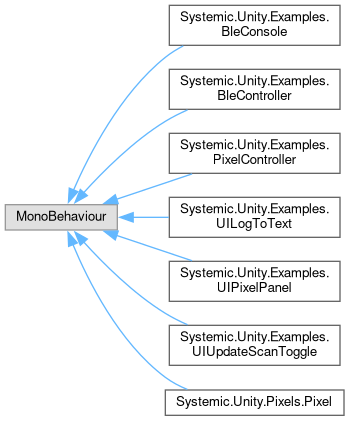 Systemic.Unity.Examples.
BleConsole
Systemic.Unity.Examples.
BleController
Systemic.Unity.Examples.
PixelController
MonoBehaviour
Systemic.Unity.Examples.
UILogToText
Systemic.Unity.Examples.
UIPixelPanel
Systemic.Unity.Examples.
UIUpdateScanToggle
Systemic.Unity.Pixels.Pixel